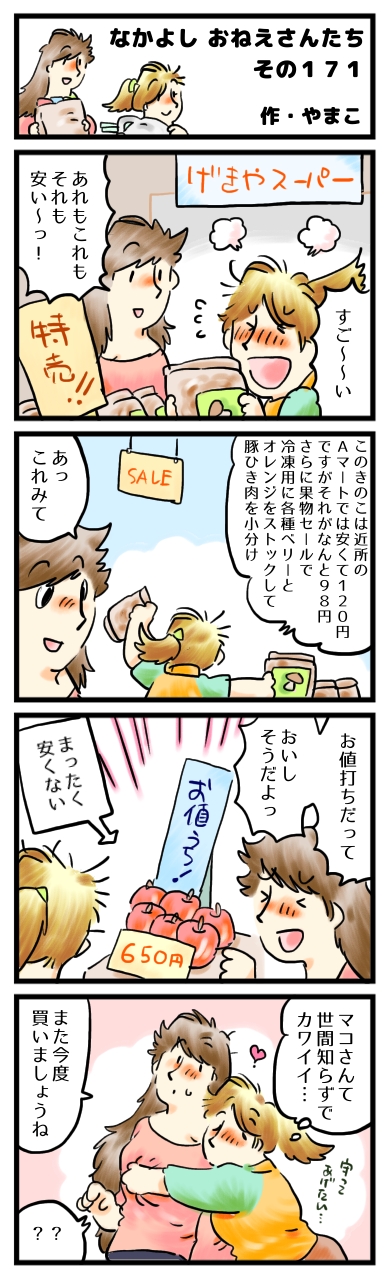 なかよし おねえさんたち
その１７１
作・やまこ
げきやスーパー
すご〜〜い
あれもこれも
それも
安い〜っ！
特売!!
このきのこは近所の
Ａマートでは安くて１２０円
ですがそれがなんと９８円
さらに果物セールで
冷凍用に各種ベリーと
オレンジをストックして
豚ひき肉を小分け
SALE
あっ
これみて
お値打ちだって
おいし
そうだよっ
お値うち！
650円
まったく
安くない
マコさんて
世間知らずで
カワイイ…
守って
あげたい…
また今度
買いましょうね
？？